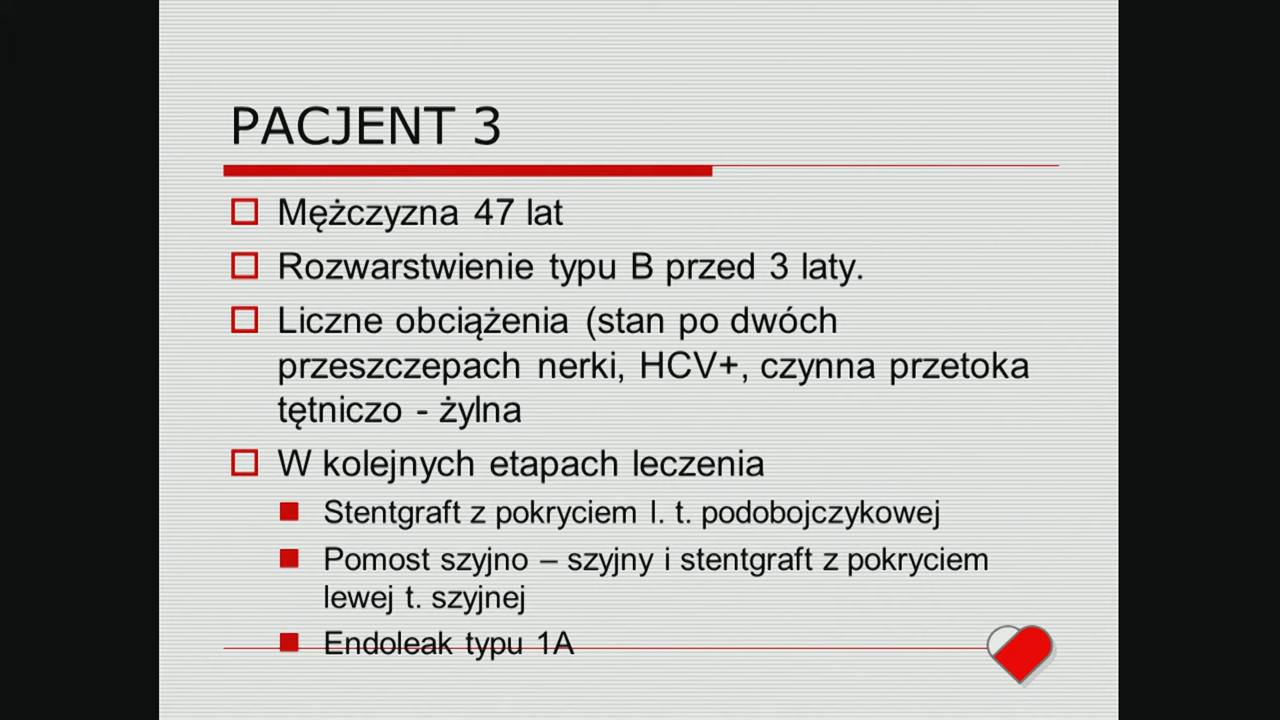 PACJENT 3
Mężczyzna 47 lat
Rozwarstwienie typu B przed 3 laty.
Liczne obciążenia (stan po dwóch
przeszczepach nerki, HCV+, czynna przetoka
tętniczo - żylna
W kolejnych etapach leczenia
Stentgraft z pokryciem l. t. podobojczykowej
Pomost szyjno – szyjny i stentgraft z pokryciem
lewej t. szyjnej
Endoleak typu 1A